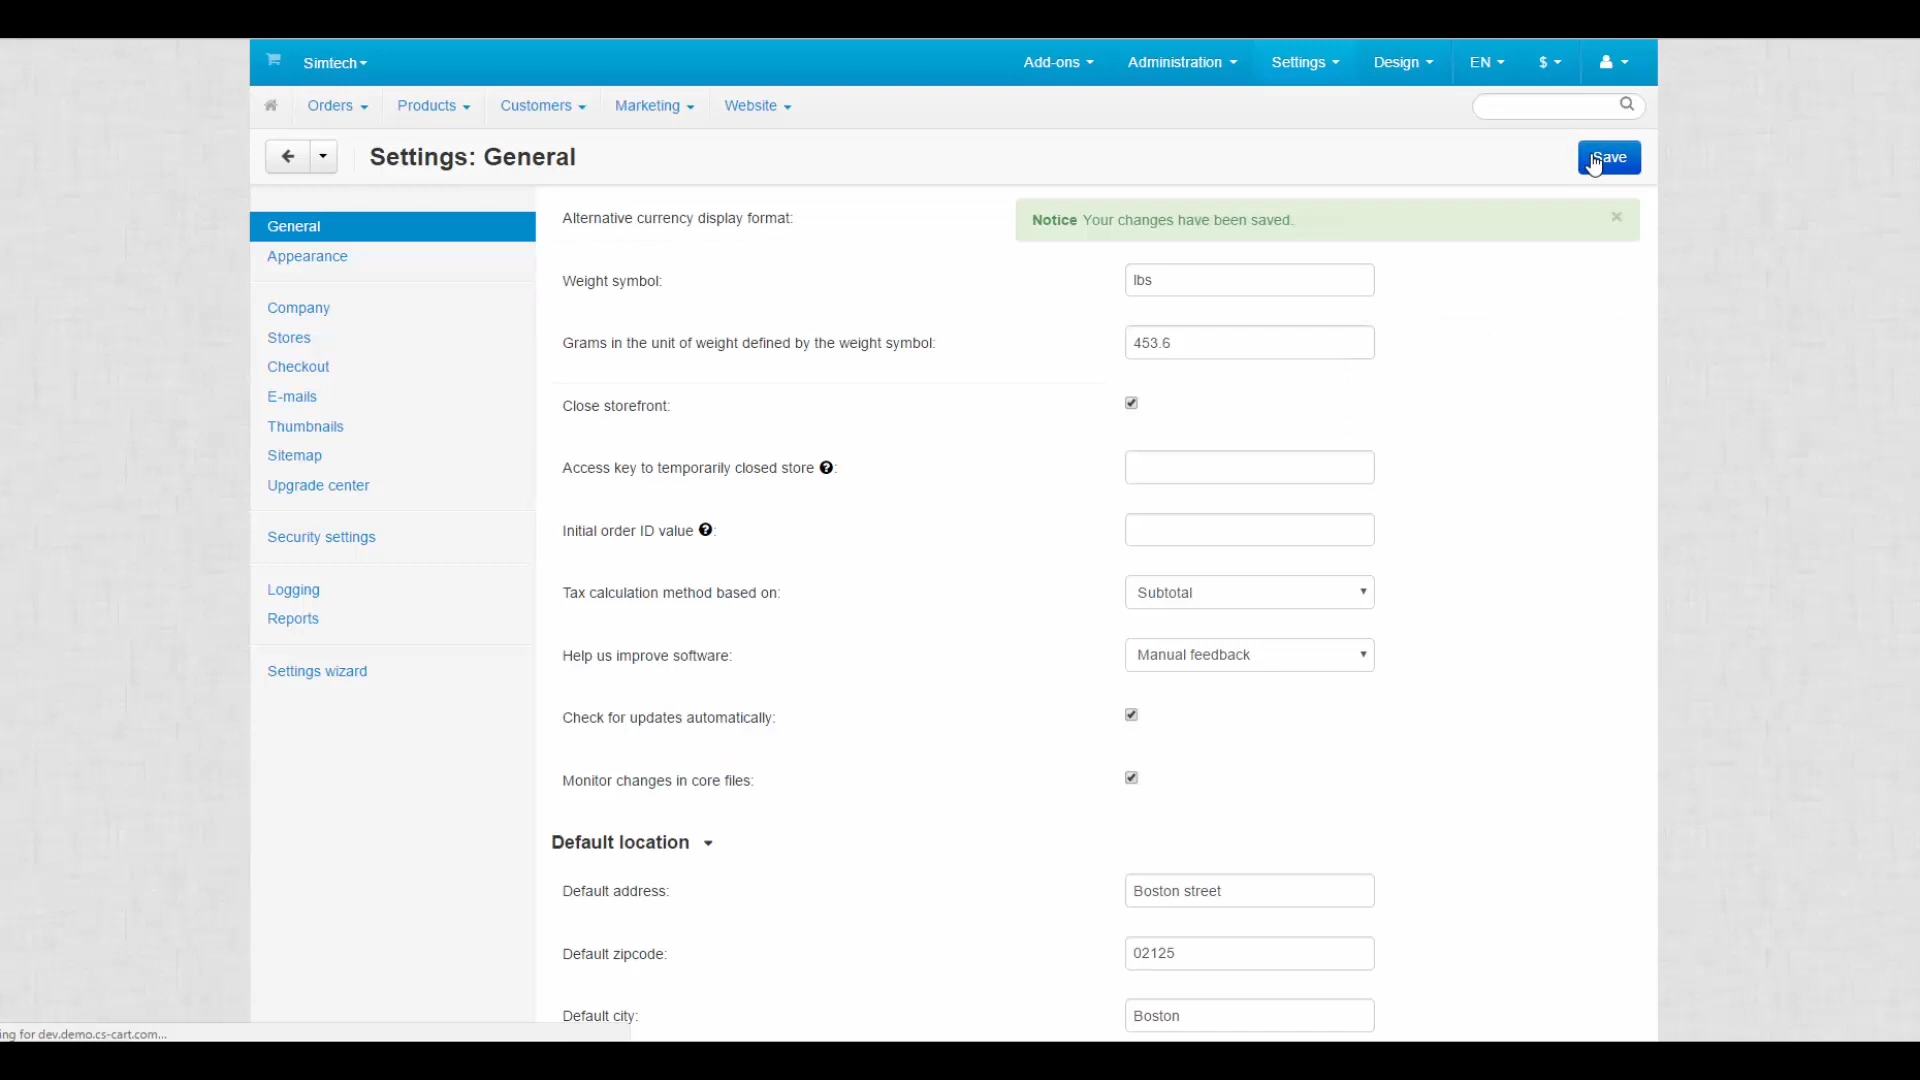 Simtech
Add-ons
Administration
Settings
Design
EN
$
Orders
Products
Customers
Marketing
Website
Settings: General
Save
General
Appearance
Company
Stores
Checkout
E-mails
Thumbnails
Sitemap
Upgrade center
Security settings
Logging
Reports
Settings wizard
Alternative currency display format:
Notice Your changes have been saved. ×
Weight symbol: lbs
Grams in the unit of weight defined by the weight symbol: 453.6
Close storefront:
Access key to temporarily closed store ?:
Initial order ID value ?:
Tax calculation method based on: Subtotal
Help us improve software: Manual feedback
Check for updates automatically:
Monitor changes in core files:
Default location
Default address: Boston street
Default zipcode: 02125
Default city: Boston
ing for dev.demo.cs-cart.com...